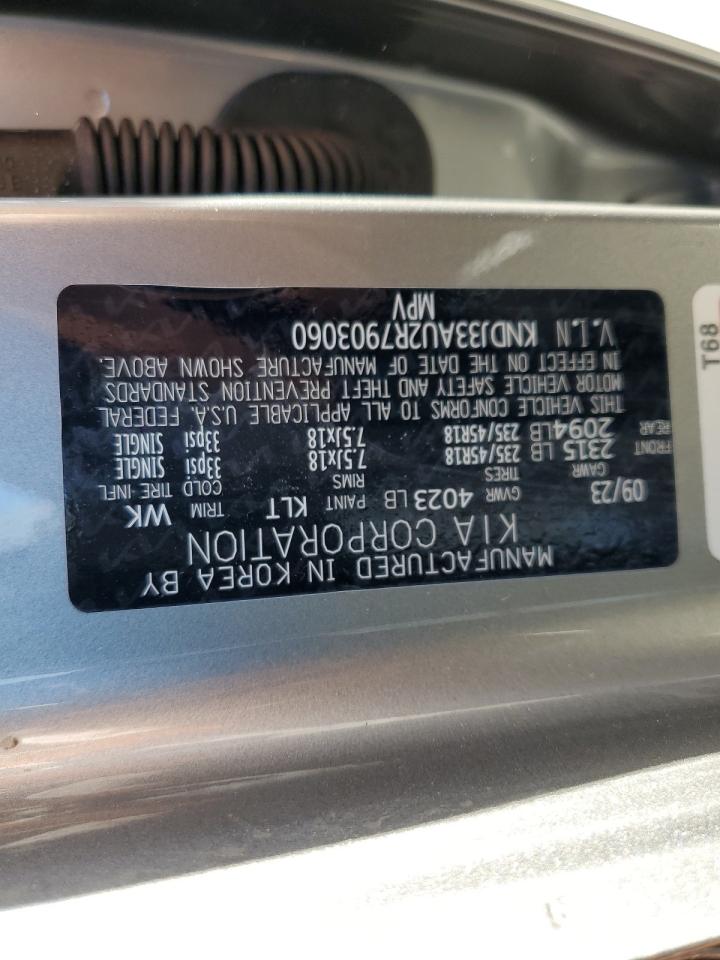 MANUFACTURED IN KOREA BY
KIA CORPORATION
09/23 GVWR 4023 LB PAINT KLT TRIM WK
GAWR TIRES RIMS COLD TIRE INFL
FRONT 2315 LB 235/45R18 7.5Jx18 33psi SINGLE
REAR 2094 LB 235/45R18 7.5Jx18 33psi SINGLE
THIS VEHICLE CONFORMS TO ALL APPLICABLE U.S.A. FEDERAL
MOTOR VEHICLE SAFETY AND THEFT PREVENTION STANDARDS
IN EFFECT ON THE DATE OF MANUFACTURE SHOWN ABOVE.
V.I.N KNDJ33AU2R7903060
MPV
T68